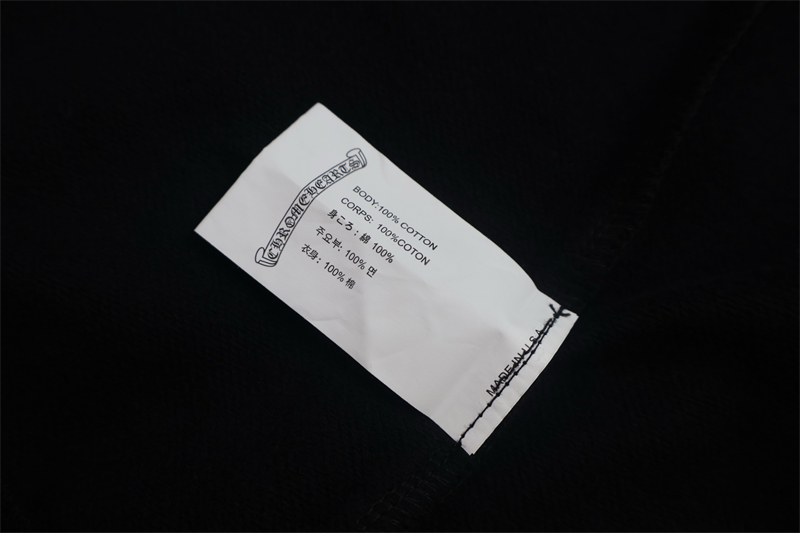 CHROME HEARTS
BODY:100% COTTON
CORPS: 100%COTON
身ころ：綿 100%
주요부: 100% 면
衣身: 100% 棉
MADE IN U.S.A